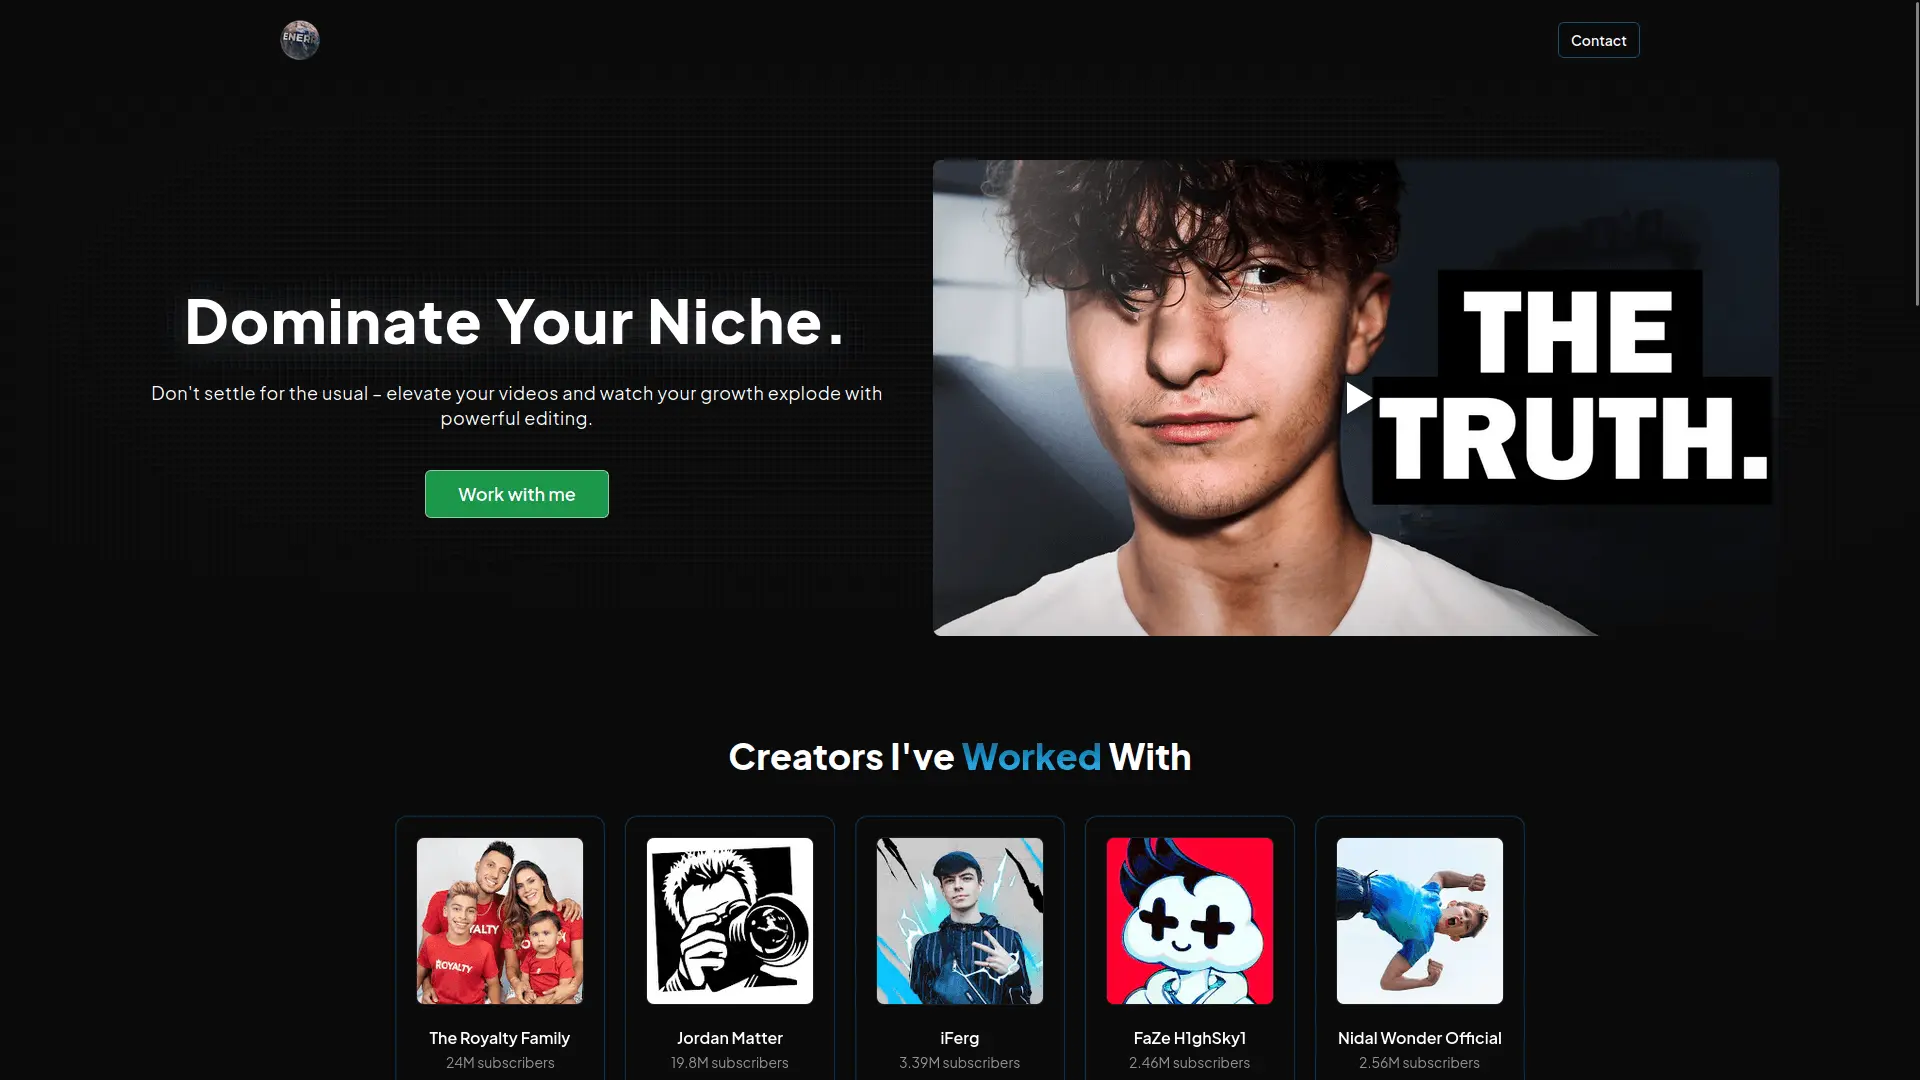 ENER
Contact
Dominate Your Niche.
Don't settle for the usual – elevate your videos and watch your growth explode with
powerful editing.
Work with me
THE
TRUTH.
Creators I've Worked With
ROYALTY
The Royalty Family
24M subscribers
Jordan Matter
19.8M subscribers
iFerg
3.39M subscribers
FaZe H1ghSky1
2.46M subscribers
Nidal Wonder Official
2.56M subscribers